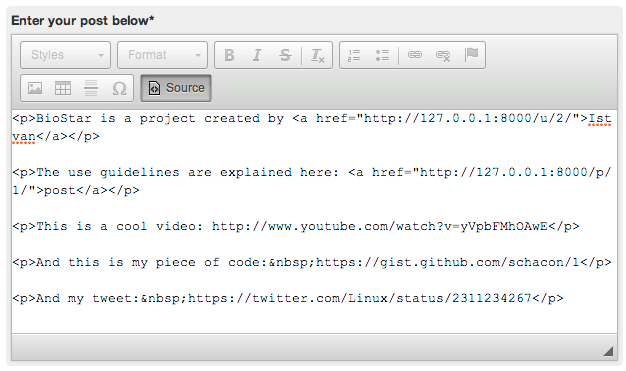 Enter your post below*
Styles Format B I S Tx
Ω Source
<p>BioStar is a project created by <a href="http://127.0.0.1:8000/u/2/">Ist
van</a></p>
<p>The use guidelines are explained here: <a href="http://127.0.0.1:8000/p/
1/">post</a></p>
<p>This is a cool video: http://www.youtube.com/watch?v=yVpbFMhOAwE</p>
<p>And this is my piece of code:&nbsp;https://gist.github.com/schacon/1</p>
<p>And my tweet:&nbsp;https://twitter.com/Linux/status/2311234267</p>